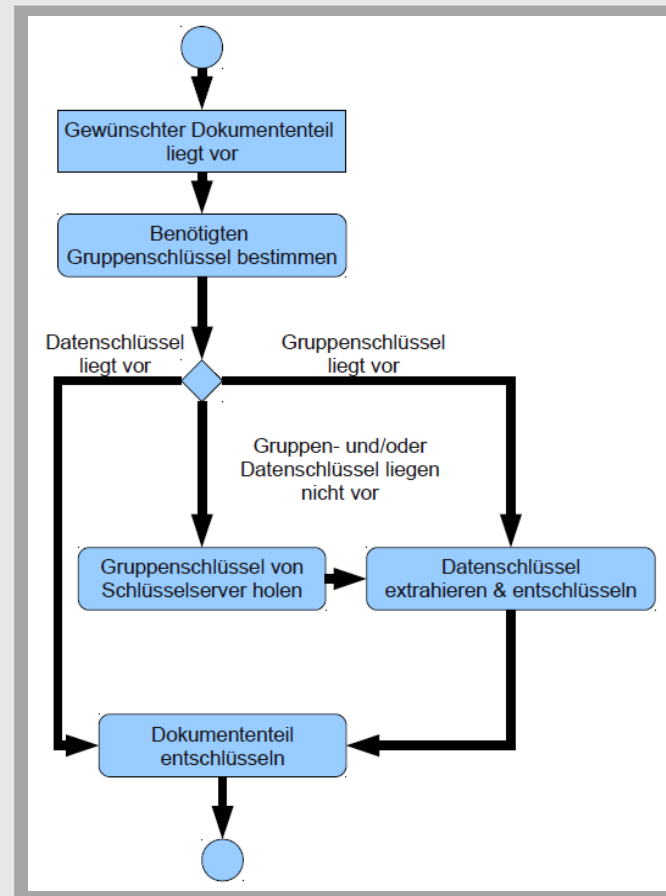 Gewünschter Dokumententeil
liegt vor
Benötigten
Gruppenschlüssel bestimmen
Datenschlüssel
liegt vor
Gruppenschlüssel
liegt vor
Gruppen- und/oder
Datenschlüssel liegen
nicht vor
Gruppenschlüssel von
Schlüsselserver holen
Datenschlüssel
extrahieren & entschlüsseln
Dokumententeil
entschlüsseln